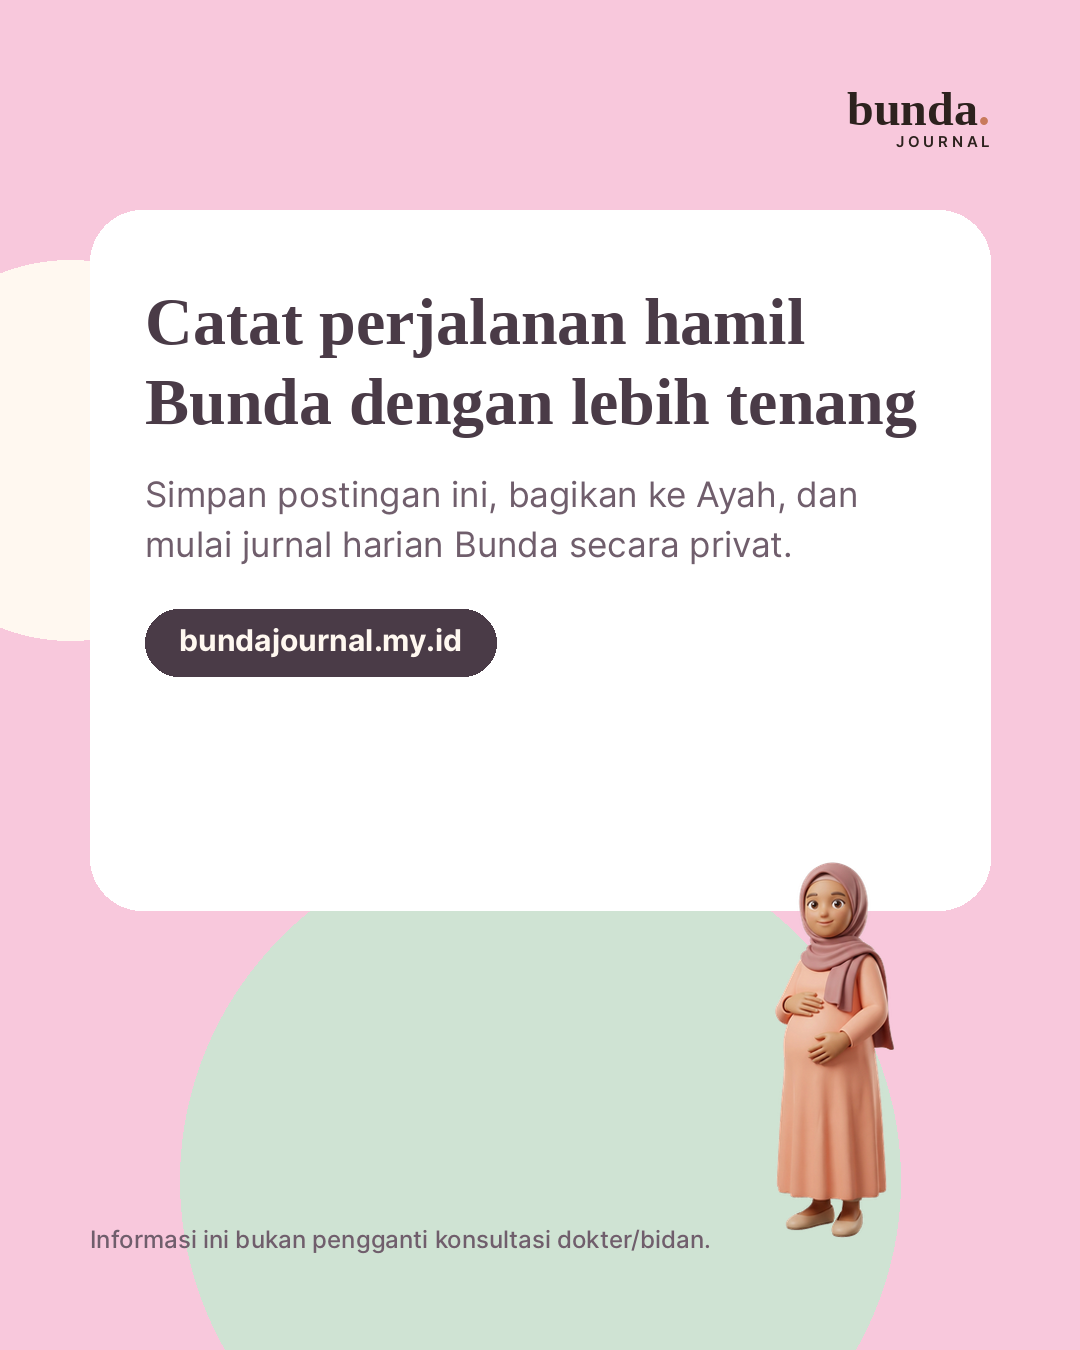 bunda.
JOURNAL
Catat perjalanan hamil
Bunda dengan lebih tenang
Simpan postingan ini, bagikan ke Ayah, dan
mulai jurnal harian Bunda secara privat.
bundajournal.my.id
Informasi ini bukan pengganti konsultasi dokter/bidan.